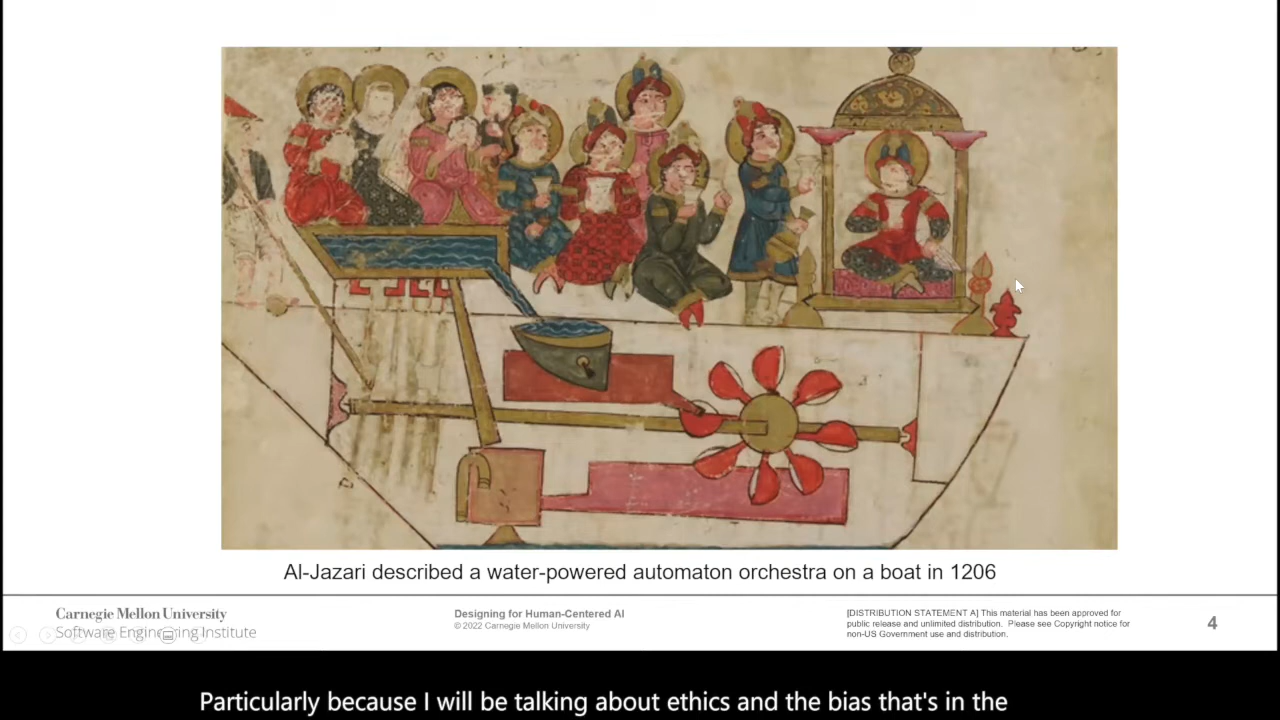 Al-Jazari described a water-powered automaton orchestra on a boat in 1206
Carnegie Mellon University
Software Engineering Institute
Designing for Human-Centered AI
© 2022 Carnegie Mellon University
[DISTRIBUTION STATEMENT A] This material has been approved for
public release and unlimited distribution.  Please see Copyright notice for
non-US Government use and distribution.
4
Particularly because I will be talking about ethics and the bias that's in the